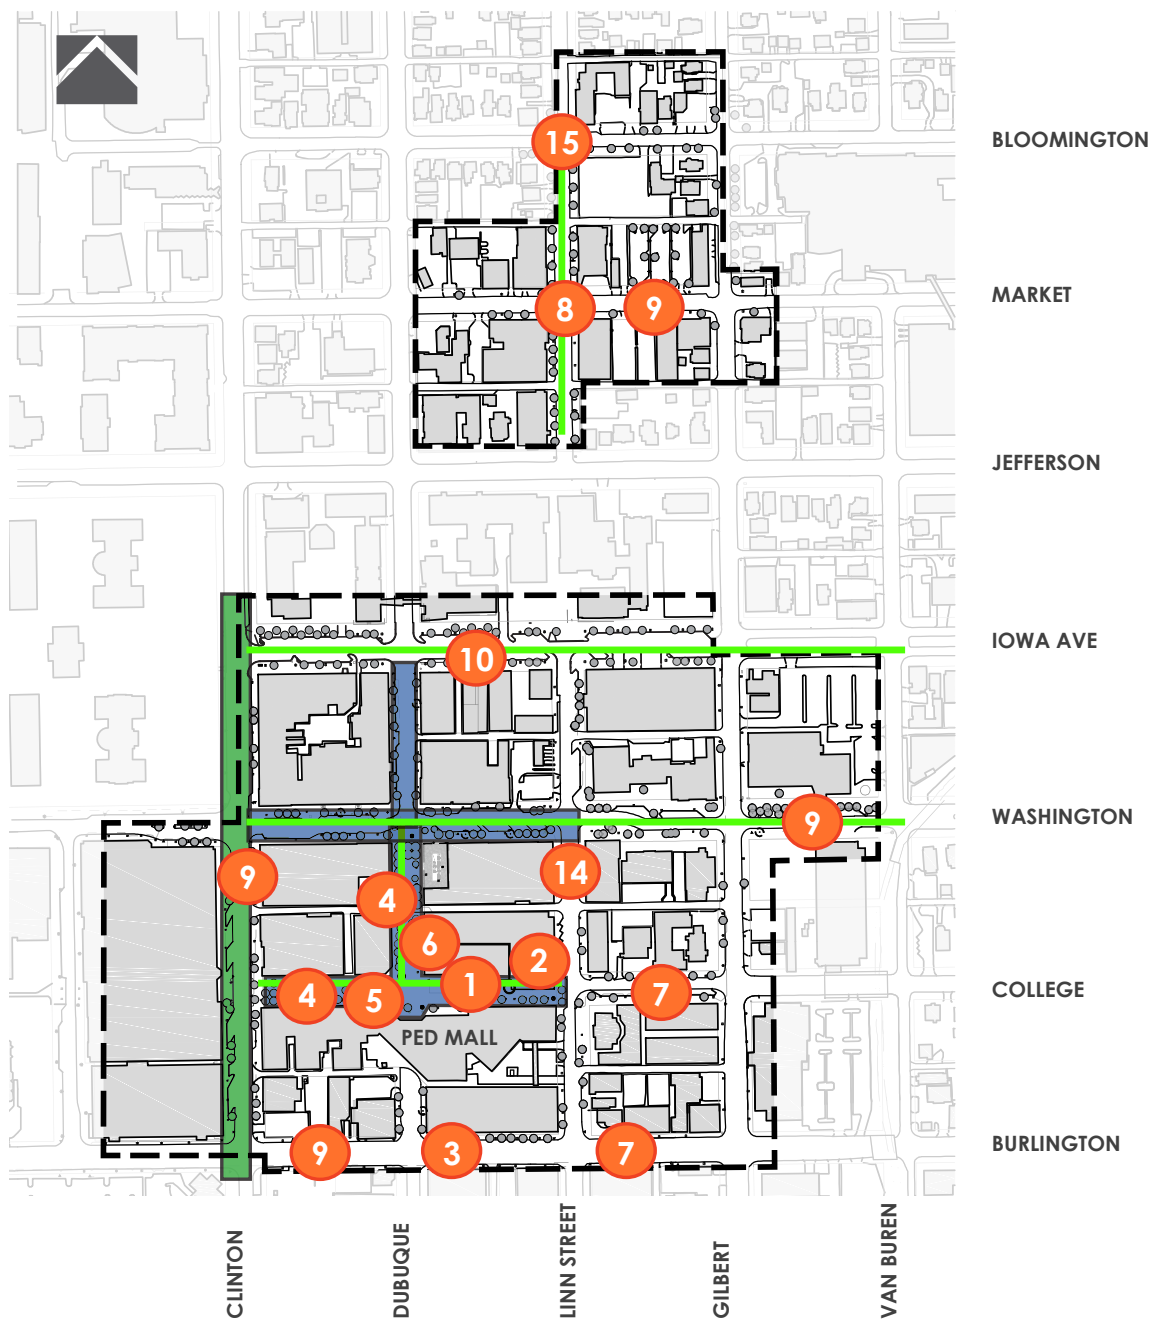 15
BLOOMINGTON
8
9
MARKET
JEFFERSON
IOWA AVE
10
WASHINGTON
9
9
14
4
6
2
1
4
5
7
COLLEGE
PED MALL
9
3
7
BURLINGTON
CLINTON
DUBUQUE
LINN STREET
GILBERT
VAN BUREN